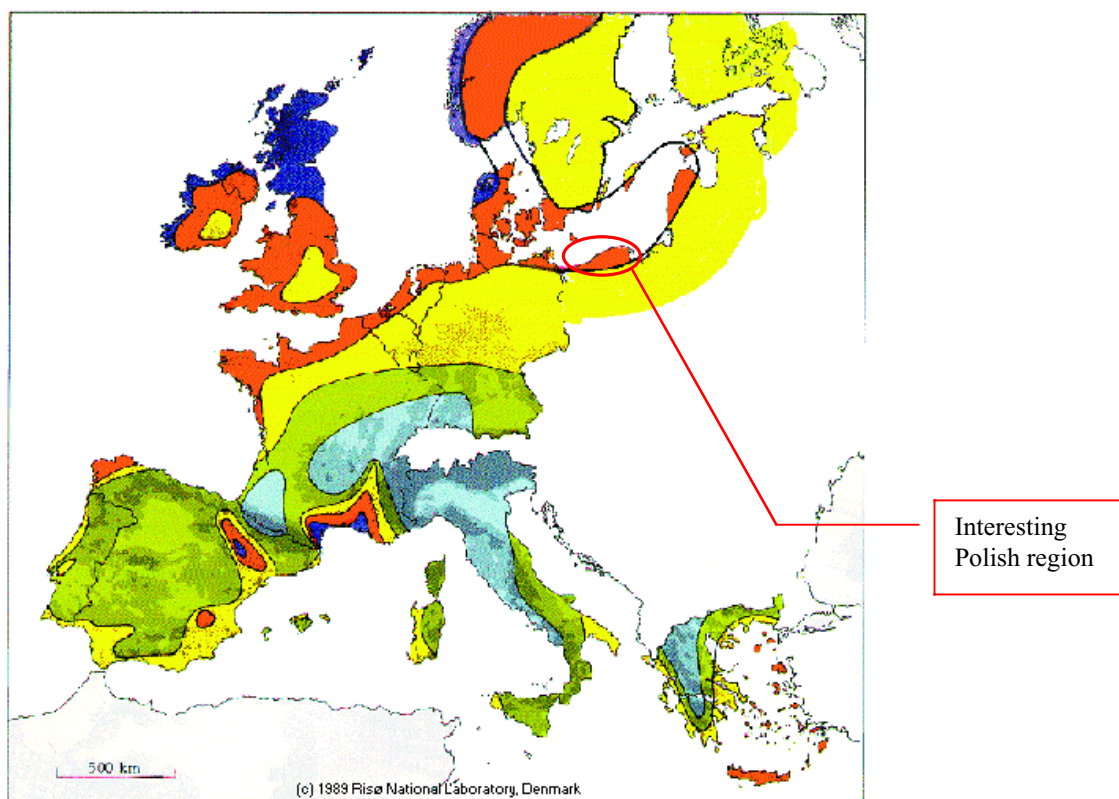 Interesting
Polish region
500 km
(c) 1989 Risø National Laboratory, Denmark